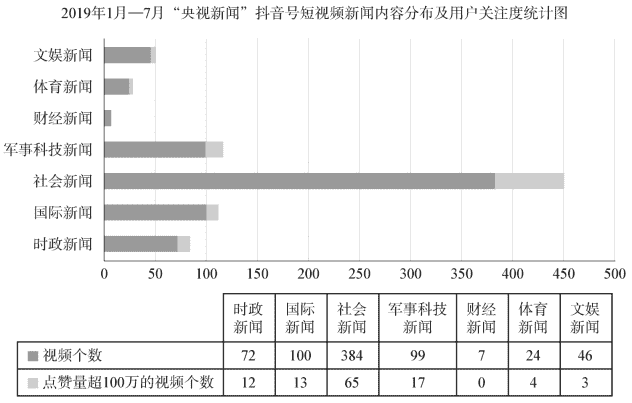 2019年1月—7月“央视新闻”抖音号短视频新闻内容分布及用户关注度统计图
文娱新闻
体育新闻
财经新闻
军事科技新闻
社会新闻
国际新闻
时政新闻
0 50 100 150 200 250 300 350 400 450 500
时政新闻 国际新闻 社会新闻 军事科技新闻 财经新闻 体育新闻 文娱新闻
视频个数 72 100 384 99 7 24 46
点赞量超100万的视频个数 12 13 65 17 0 4 3